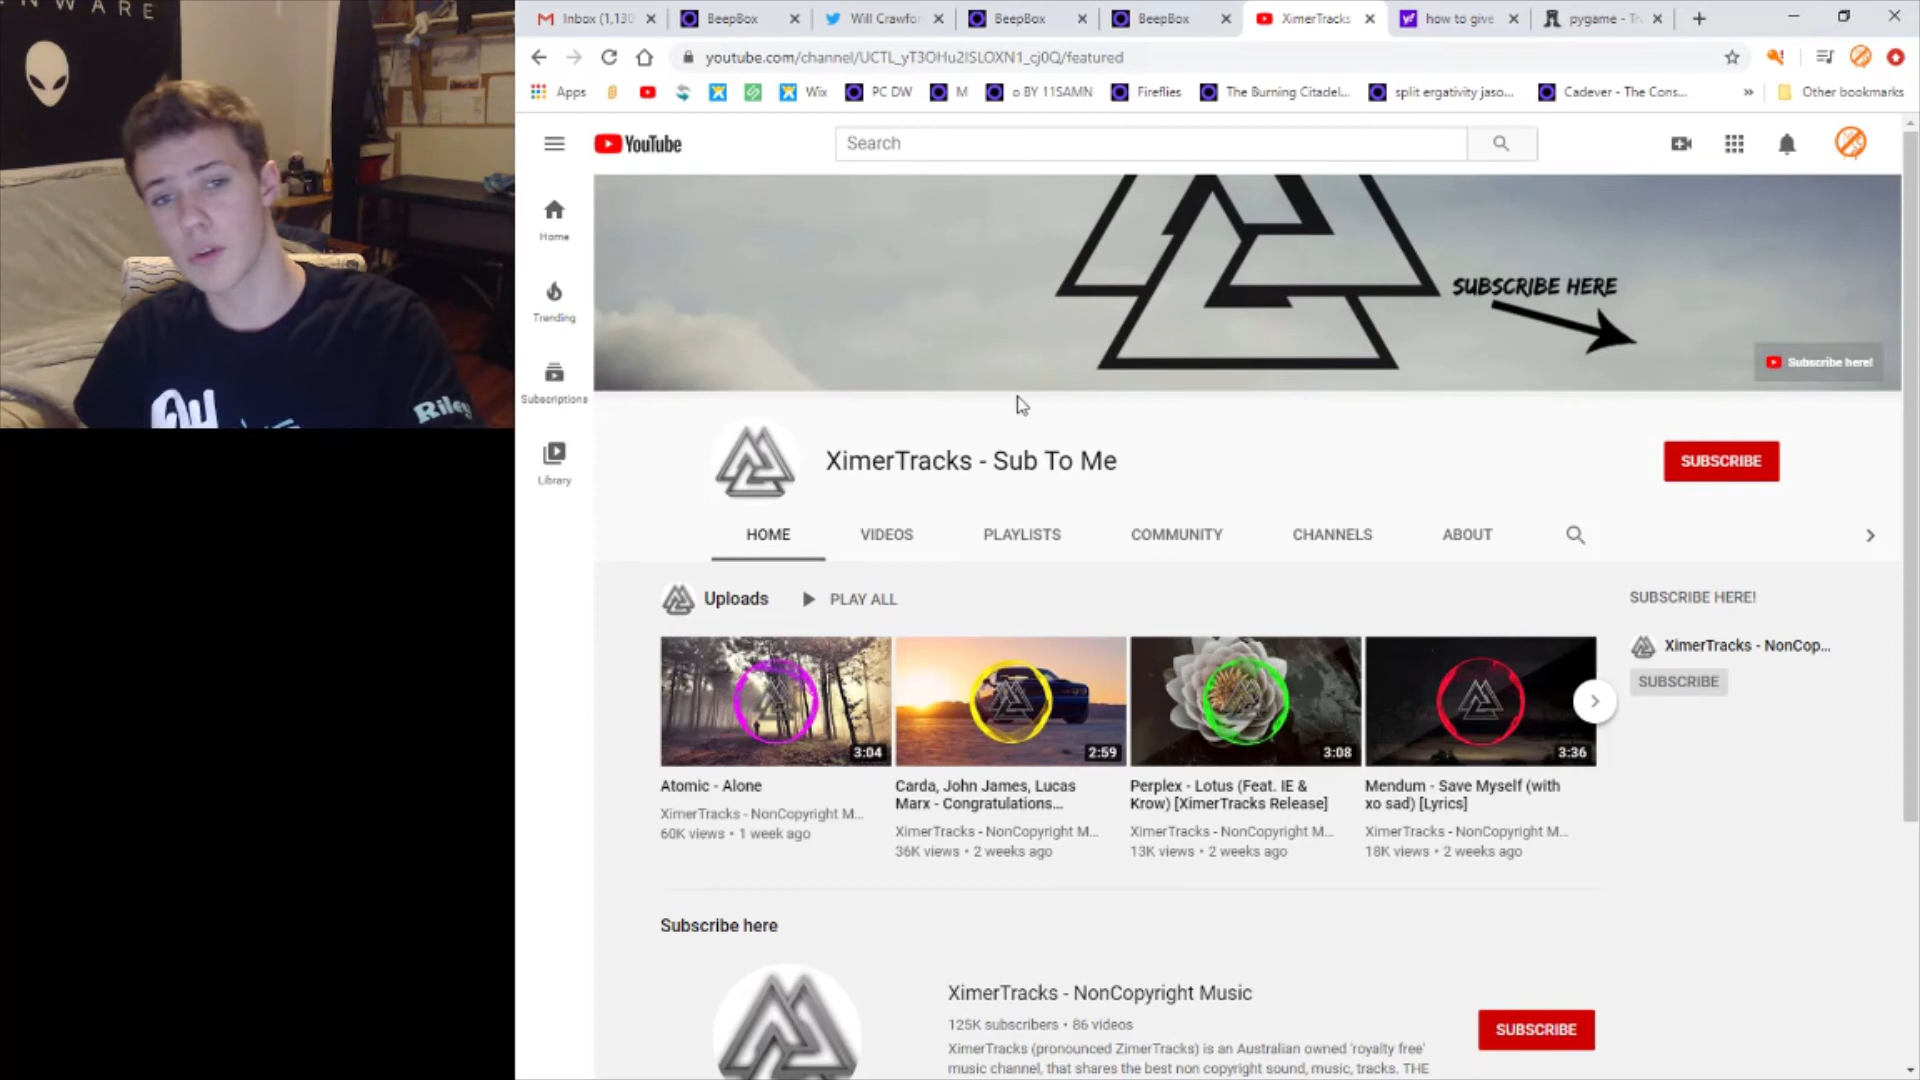 NWARE
Riley
Inbox (1,130
BeepBox
Will Crawfor
BeepBox
BeepBox
XimerTracks
how to give
pygame - Tr
youtube.com/channel/UCTL_yT3OHu2ISLOXN1_cj0Q/featured
Apps
Wix
PC DW
M
o BY 11SAMN
Fireflies
The Burning Citadel...
split ergativity jaso...
Cadever - The Cons...
»
Other bookmarks
YouTube
Search
Home
Trending
Subscriptions
Library
SUBSCRIBE HERE
Subscribe here!
XimerTracks - Sub To Me
SUBSCRIBE
HOME
VIDEOS
PLAYLISTS
COMMUNITY
CHANNELS
ABOUT
Uploads
PLAY ALL
SUBSCRIBE HERE!
XimerTracks - NonCop...
SUBSCRIBE
3:04
2:59
3:08
3:36
Atomic - Alone
XimerTracks - NonCopyright M...
60K views • 1 week ago
Carda, John James, Lucas
Marx - Congratulations...
XimerTracks - NonCopyright M...
36K views • 2 weeks ago
Perplex - Lotus (Feat. IE &
Krow) [XimerTracks Release]
XimerTracks - NonCopyright M...
13K views • 2 weeks ago
Mendum - Save Myself (with
xo sad) [Lyrics]
XimerTracks - NonCopyright M...
18K views • 2 weeks ago
Subscribe here
XimerTracks - NonCopyright Music
125K subscribers • 86 videos
SUBSCRIBE
XimerTracks (pronounced ZimerTracks) is an Australian owned 'royalty free'
music channel, that shares the best non copyright sound, music, tracks. THE